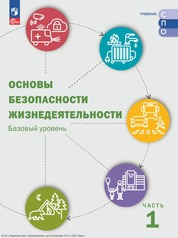 УЧЕБНИК
СПО
ОСНОВЫ
БЕЗОПАСНОСТИ
ЖИЗНЕДЕЯТЕЛЬНОСТИ
Базовый уровень
ЧАСТЬ
1